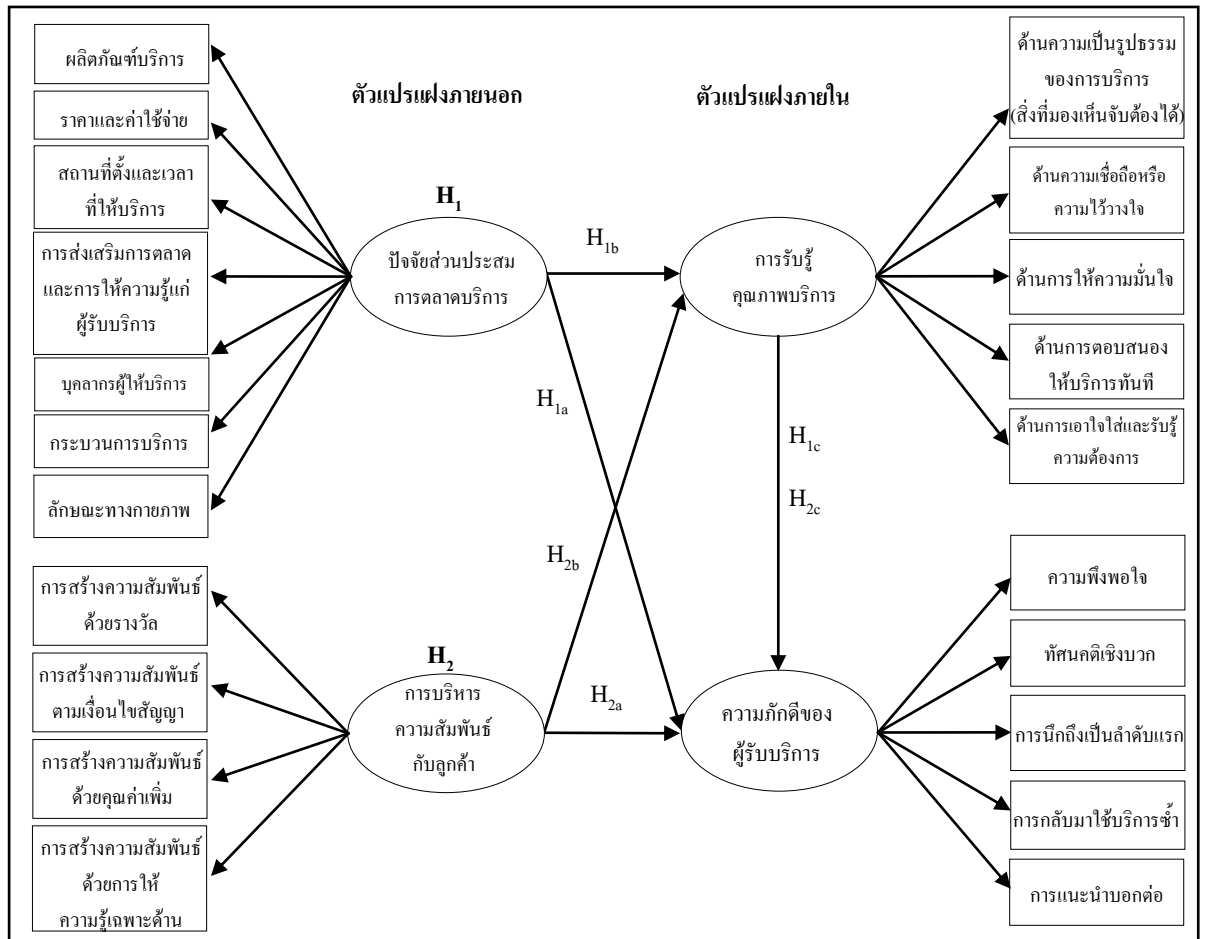 ผลิตภัณฑ์บริการ
ราคาและค่าใช้จ่าย
สถานที่ตั้งและเวลา
ที่ให้บริการ
การส่งเสริมการตลาด
และการให้ความรู้แก่
ผู้รับบริการ
บุคลากรผู้ให้บริการ
กระบวนการบริการ
ลักษณะทางกายภาพ
การสร้างความสัมพันธ์
ด้วยรางวัล
การสร้างความสัมพันธ์
ตามเงื่อนไขสัญญา
การสร้างความสัมพันธ์
ด้วยคุณค่าเพิ่ม
การสร้างความสัมพันธ์
ด้วยการให้
ความรู้เฉพาะด้าน
ตัวแปรแฝงภายนอก
H1
ปัจจัยส่วนประสม
การตลาดบริการ
H2
การบริหาร
ความสัมพันธ์
กับลูกค้า
H1b
H1a
H2b
H2a
ตัวแปรแฝงภายใน
การรับรู้
คุณภาพบริการ
H1c
H2c
ความภักดีของ
ผู้รับบริการ
ด้านความเป็นรูปธรรม
ของการบริการ
(สิ่งที่มองเห็นจับต้องได้)
ด้านความเชื่อถือหรือ
ความไว้วางใจ
ด้านการให้ความมั่นใจ
ด้านการตอบสนอง
ให้บริการทันที
ด้านการเอาใจใส่และรับรู้
ความต้องการ
ความพึงพอใจ
ทัศนคติเชิงบวก
การนึกถึงเป็นลำดับแรก
การกลับมาใช้บริการซ้ำ
การแนะนำบอกต่อ